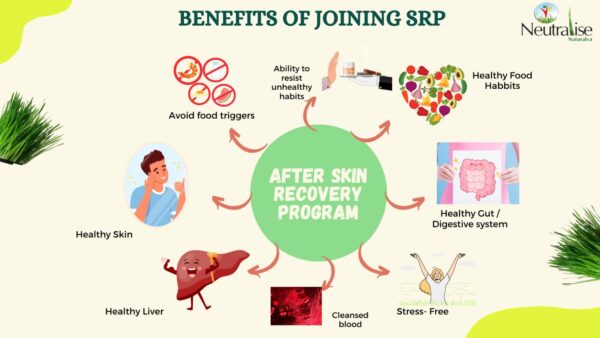 BENEFITS OF JOINING SRP
Neutralise
Naturals
Avoid food triggers
Ability to
resist
unhealthy
habits
Healthy Food
Habbits
AFTER SKIN
RECOVERY
PROGRAM
Healthy Skin
Healthy Gut /
Digestive system
Healthy Liver
Cleansed
blood
Stress- Free